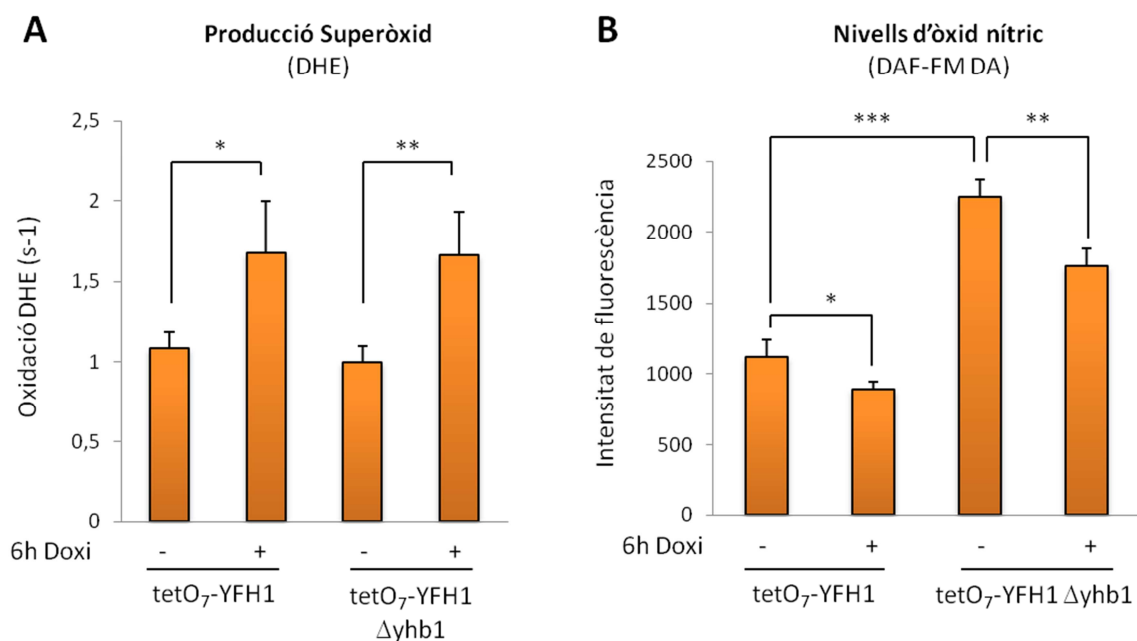 A
Producció Superòxid
(DHE)
Oxidació DHE (s-1)
2,5
2
1,5
1
0,5
0
*
**
6h Doxi - + - +
tetO₇-YFH1 tetO₇-YFH1
Δyhb1
B
Nivells d'òxid nítric
(DAF-FM DA)
Intensitat de fluorescència
2500
2000
1500
1000
500
0
***
**
*
6h Doxi - + - +
tetO₇-YFH1 tetO₇-YFH1 Δyhb1